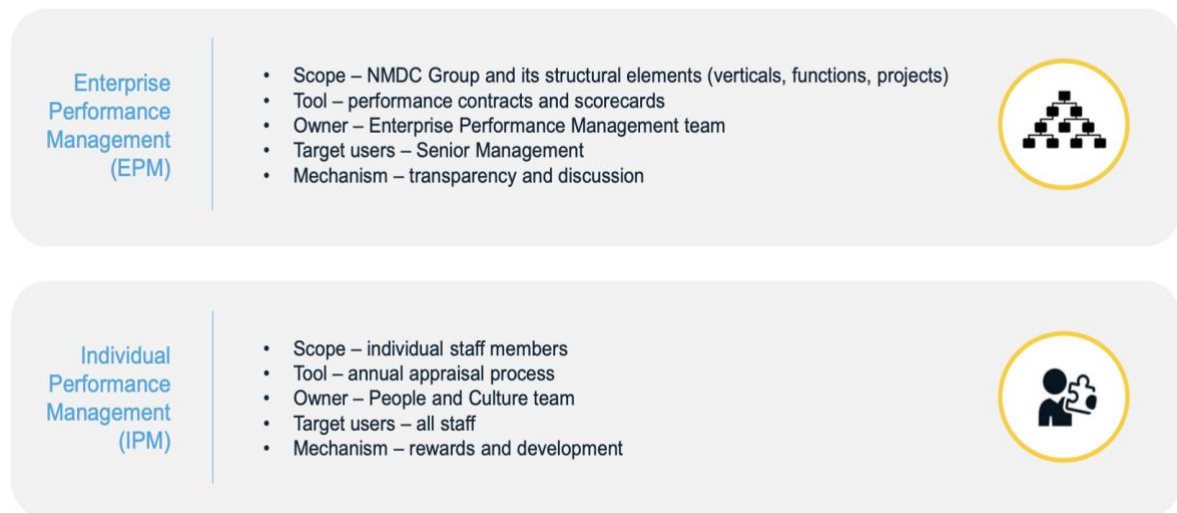 Enterprise
Performance
Management
(EPM)
• Scope – NMDC Group and its structural elements (verticals, functions, projects)
• Tool – performance contracts and scorecards
• Owner – Enterprise Performance Management team
• Target users – Senior Management
• Mechanism – transparency and discussion
Individual
Performance
Management
(IPM)
• Scope – individual staff members
• Tool – annual appraisal process
• Owner – People and Culture team
• Target users – all staff
• Mechanism – rewards and development